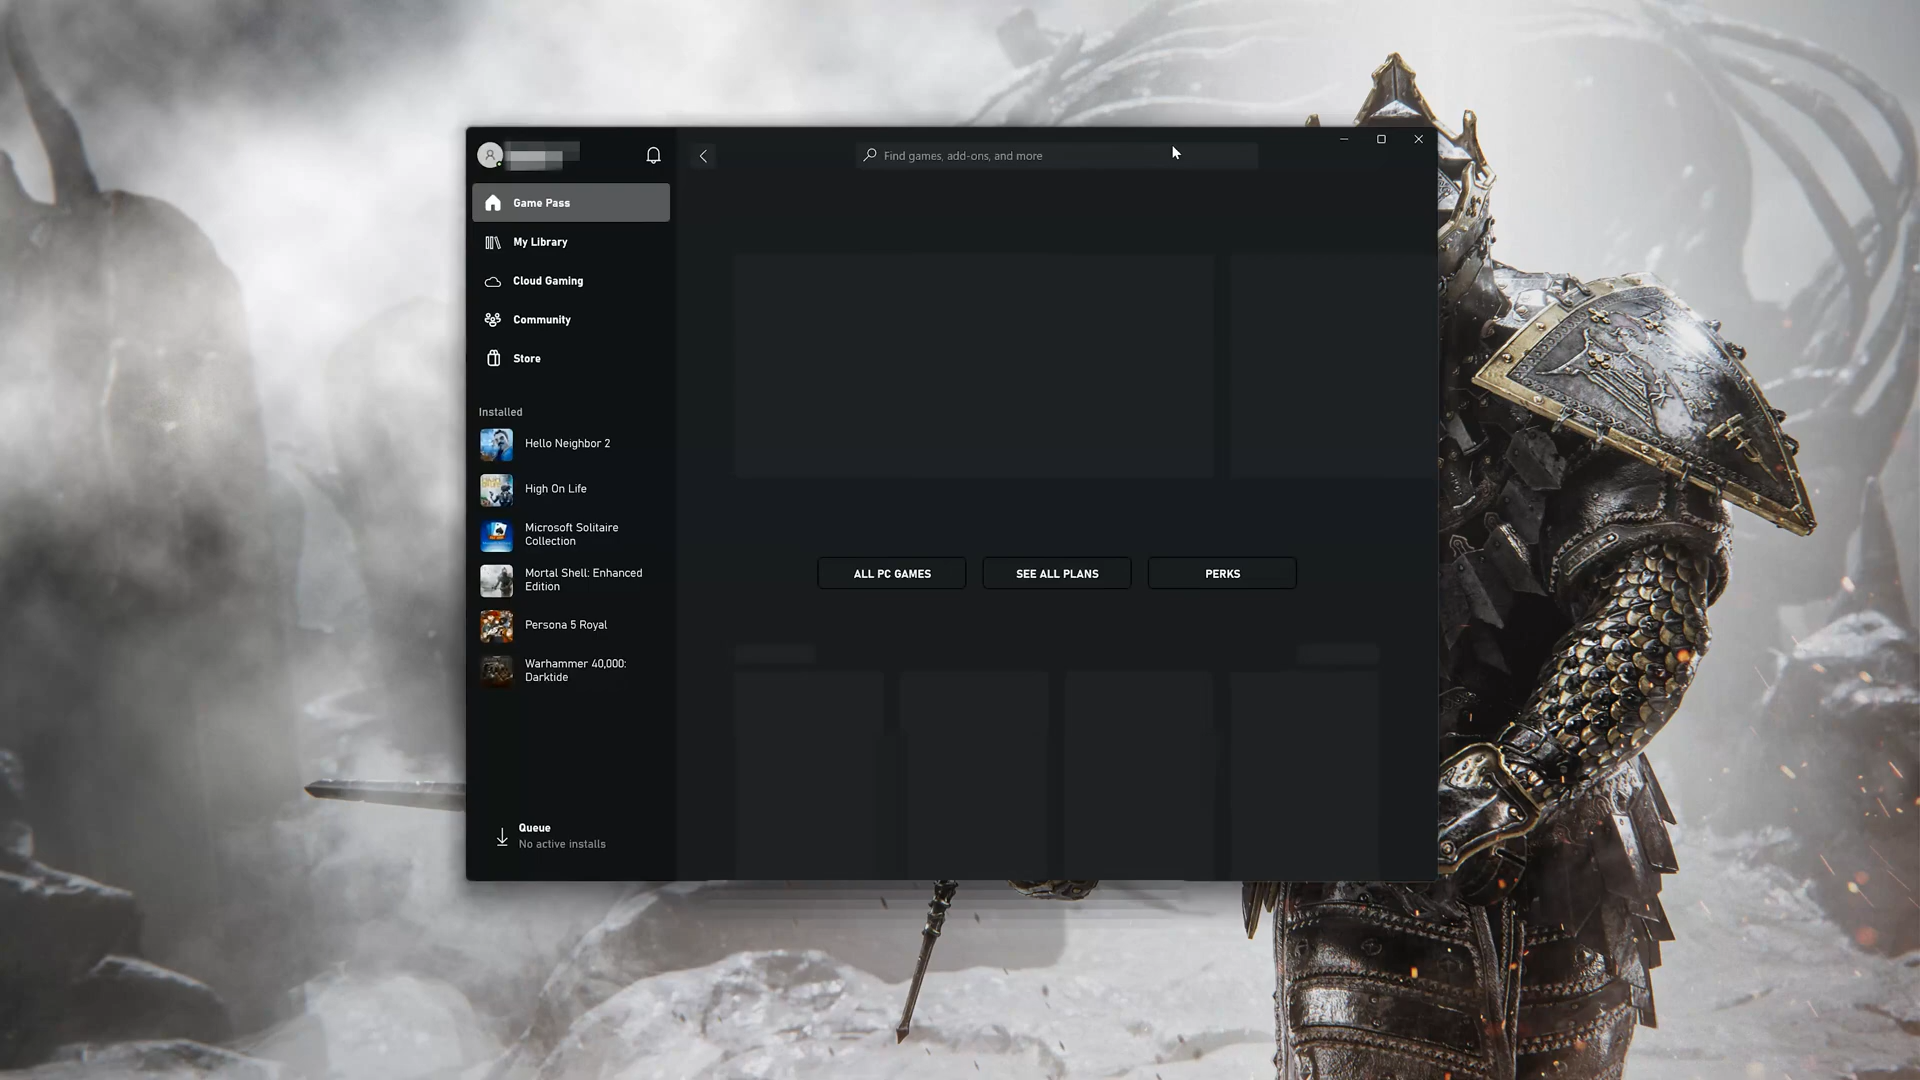 Find games, add-ons, and more
Game Pass
My Library
Cloud Gaming
Community
Store
Installed
Hello Neighbor 2
High On Life
Microsoft Solitaire
Collection
Mortal Shell: Enhanced
Edition
Persona 5 Royal
Warhammer 40,000:
Darktide
Queue
No active installs
ALL PC GAMES
SEE ALL PLANS
PERKS